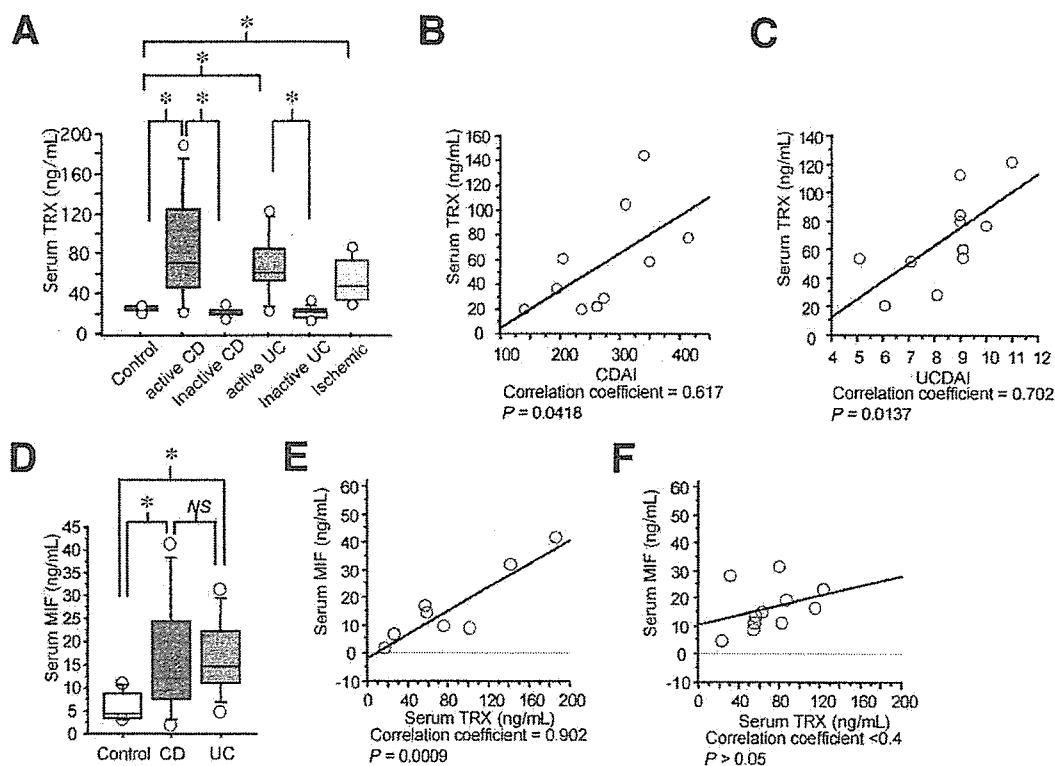 A
*
*
*
*
*
Serum TRX (ng/mL)
200
160
120
80
40
0
Control
active CD
Inactive CD
active UC
Inactive UC
Ischemic
B
Serum TRX (ng/mL)
160
140
120
100
80
60
40
20
0
100
200
300
400
CDAI
Correlation coefficient = 0.617
P = 0.0418
C
Serum TRX (ng/mL)
140
120
100
80
60
40
20
0
4 5 6 7 8 9 10 11 12
UCDAI
Correlation coefficient = 0.702
P = 0.0137
D
*
*
NS
Serum MIF (ng/mL)
45
40
35
30
25
20
15
10
5
0
Control CD UC
E
Serum MIF (ng/mL)
60
50
40
30
20
10
0
-10
0 40 80 120 160 200
Serum TRX (ng/mL)
Correlation coefficient = 0.902
P = 0.0009
F
Serum MIF (ng/mL)
60
50
40
30
20
10
0
-10
0 40 80 120 160 200
Serum TRX (ng/mL)
Correlation coefficient <0.4
P > 0.05